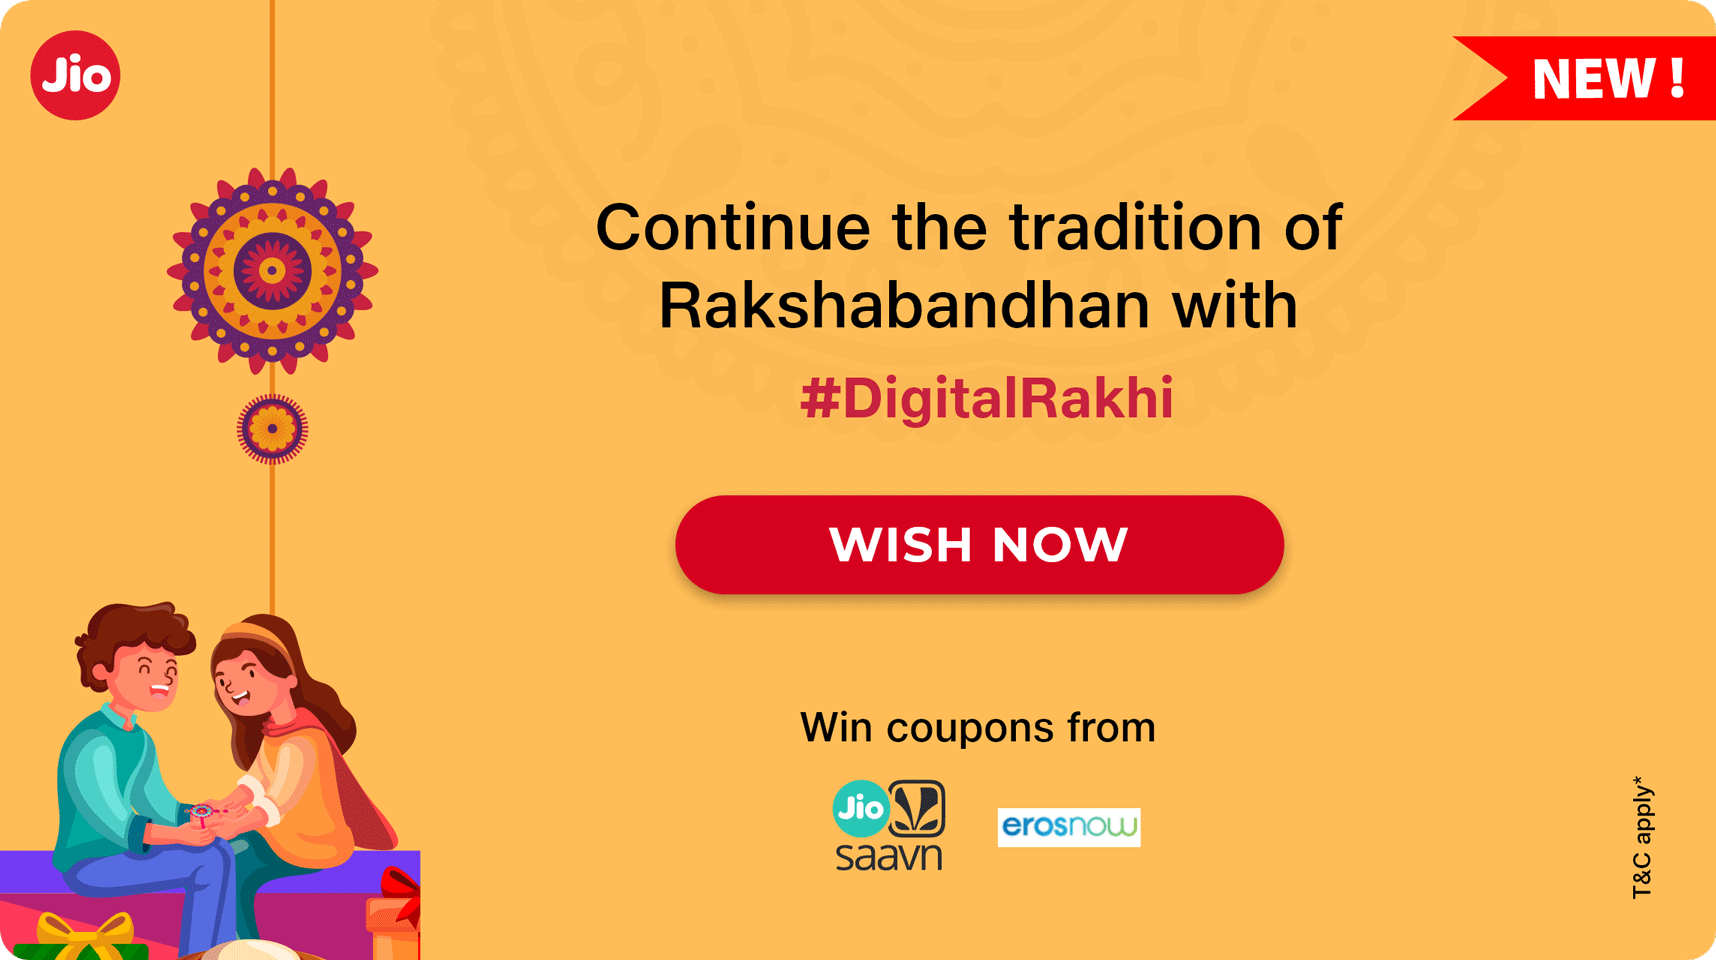 Jio
NEW !
Continue the tradition of
Rakshabandhan with
#DigitalRakhi
WISH NOW
Win coupons from
Jio
saavn
erosnow
T&C apply*